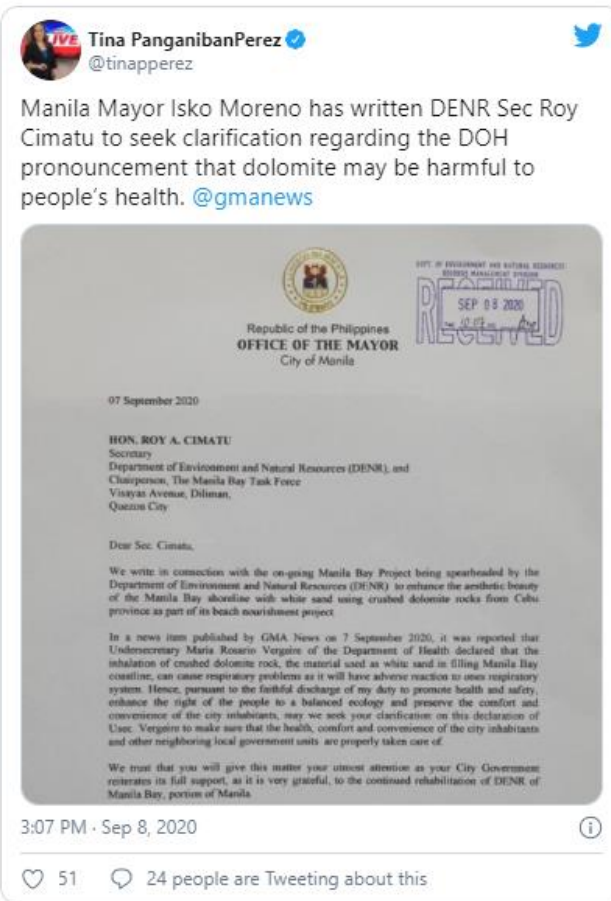 LIVE
Tina PanganibanPerez
@tinapperez
Manila Mayor Isko Moreno has written DENR Sec Roy
Cimatu to seek clarification regarding the DOH
pronouncement that dolomite may be harmful to
people's health. @gmanews
DEPT. OF ENVIRONMENT AND NATURAL RESOURCES
RECORDS MANAGEMENT DIVISION
RECEIVED
SEP 08 2020
Republic of the Philippines
OFFICE OF THE MAYOR
City of Manila
07 September 2020
HON. ROY A. CIMATU
Secretary
Department of Environment and Natural Resources (DENR), and
Chairperson, The Manila Bay Task Force
Visayas Avenue, Diliman,
Quezon City
Dear Sec. Cimatu,
We write in connection with the on-going Manila Bay Project being spearheaded by the
Department of Environment and Natural Resources (DENR) to enhance the aesthetic beauty
of the Manila Bay shoreline with white sand using crushed dolomite rocks from Cebu
province as part of its beach nourishment project.
In a news item published by GMA News on 7 September 2020, it was reported that
Undersecretary Maria Rosario Vergeire of the Department of Health declared that the
inhalation of crushed dolomite rock, the material used as white sand in filling Manila Bay
coastline, can cause respiratory problems as it will have adverse reaction to ones respiratory
system. Hence, pursuant to the faithful discharge of my duty to promote health and safety,
enhance the right of the people to a balanced ecology and preserve the comfort and
convenience of the city inhabitants, may we seek your clarification on this declaration of
Usec. Vergeire to make sure that the health, comfort and convenience of the city inhabitants
and other neighboring local government units are properly taken care of.
We trust that you will give this matter your utmost attention as your City Government
reiterates its full support, as it is very grateful, to the continued rehabilitation of DENR of
Manila Bay, portion of Manila
3:07 PM · Sep 8, 2020
51
24 people are Tweeting about this